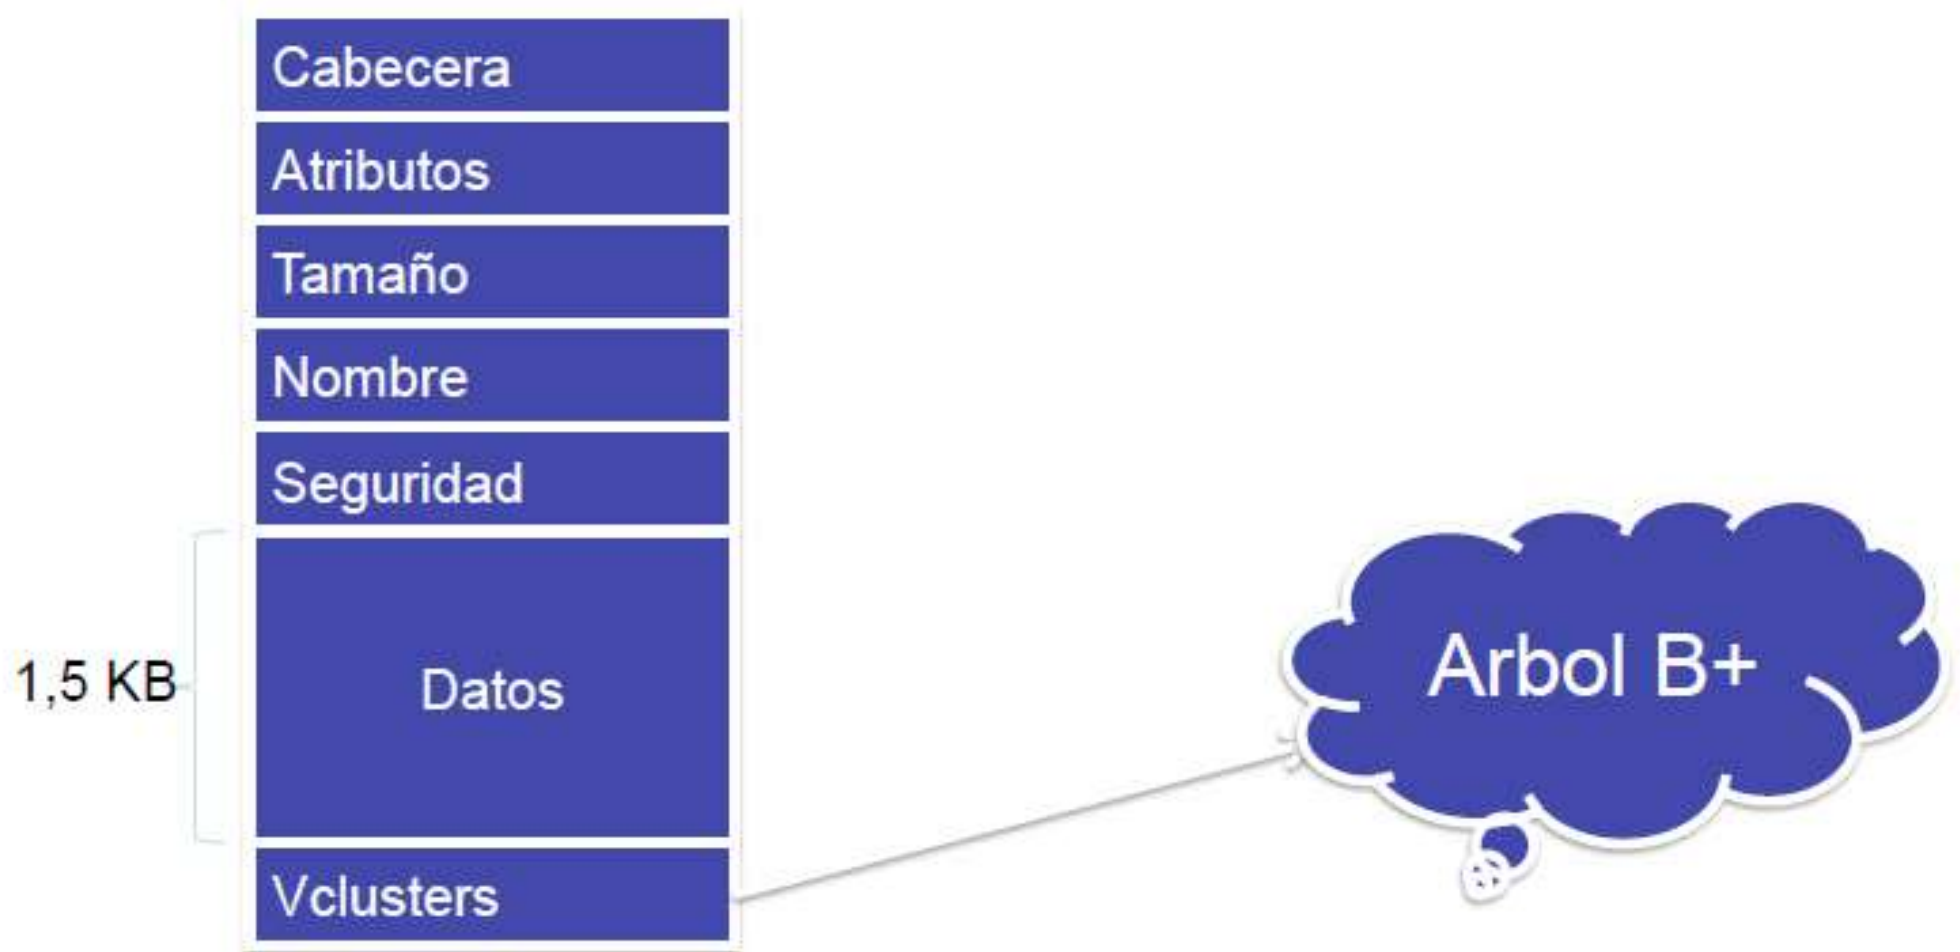 Cabecera
Atributos
Tamaño
Nombre
Seguridad
1,5 KB
Datos
Arbol B+
Vclusters